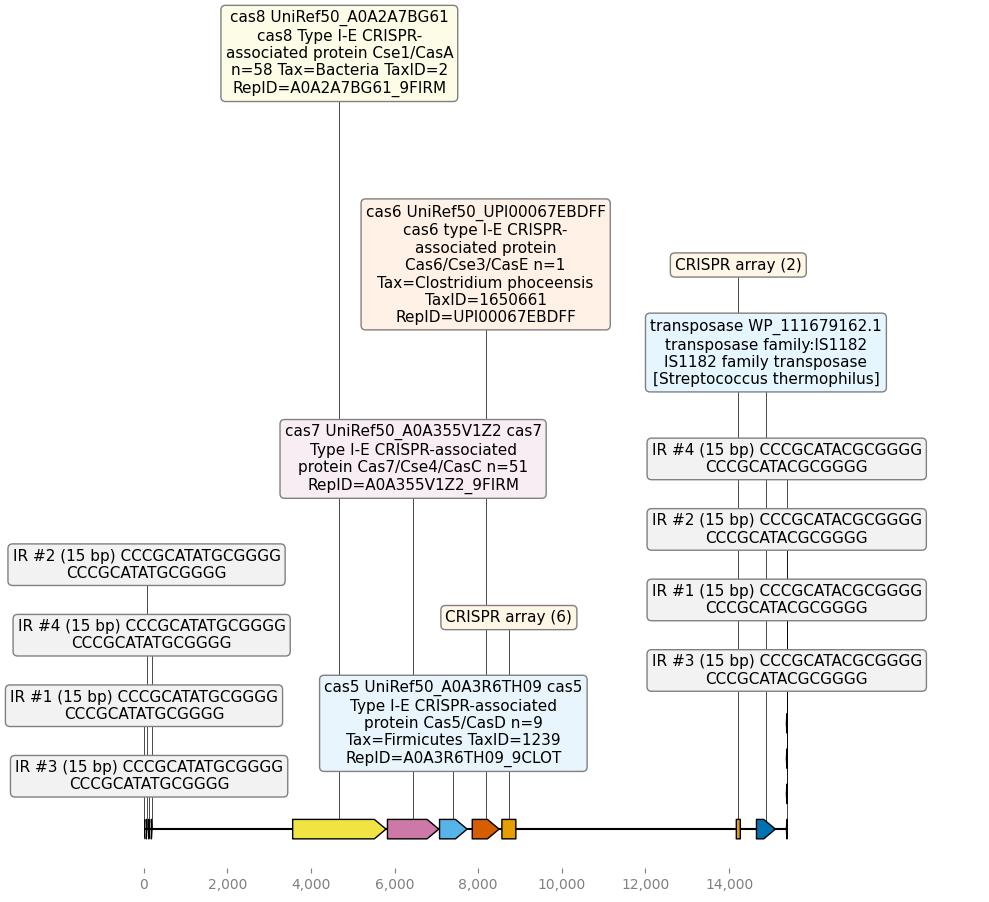 cas8 UniRef50_A0A2A7BG61
cas8 Type I-E CRISPR-
associated protein Cse1/CasA
n=58 Tax=Bacteria TaxID=2
RepID=A0A2A7BG61_9FIRM
cas6 UniRef50_UPI00067EBDFF
cas6 type I-E CRISPR-
associated protein
Cas6/Cse3/CasE n=1
Tax=Clostridium phoceensis
TaxID=1650661
RepID=UPI00067EBDFF
CRISPR array (2)
transposase WP_111679162.1
transposase family:IS1182
IS1182 family transposase
[Streptococcus thermophilus]
cas7 UniRef50_A0A355V1Z2 cas7
Type I-E CRISPR-associated
protein Cas7/Cse4/CasC n=51
RepID=A0A355V1Z2_9FIRM
IR #4 (15 bp) CCCGCATACGCGGGG
CCCGCATACGCGGGG
IR #2 (15 bp) CCCGCATACGCGGGG
CCCGCATACGCGGGG
IR #1 (15 bp) CCCGCATACGCGGGG
CCCGCATACGCGGGG
IR #3 (15 bp) CCCGCATACGCGGGG
CCCGCATACGCGGGG
IR #2 (15 bp) CCCGCATATGCGGGG
CCCGCATATGCGGGG
IR #4 (15 bp) CCCGCATATGCGGGG
CCCGCATATGCGGGG
IR #1 (15 bp) CCCGCATATGCGGGG
CCCGCATATGCGGGG
IR #3 (15 bp) CCCGCATATGCGGGG
CCCGCATATGCGGGG
CRISPR array (6)
cas5 UniRef50_A0A3R6TH09 cas5
Type I-E CRISPR-associated
protein Cas5/CasD n=9
Tax=Firmicutes TaxID=1239
RepID=A0A3R6TH09_9CLOT
0 2,000 4,000 6,000 8,000 10,000 12,000 14,000